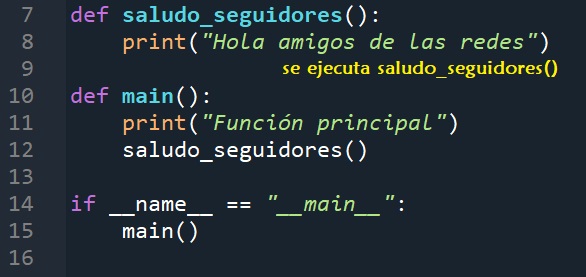 7 def saludo_seguidores():
8     print("Hola amigos de las redes")
9 se ejecuta saludo_seguidores()
10 def main():
11     print("Función principal")
12     saludo_seguidores()
13
14 if __name__ == "__main__":
15     main()
16